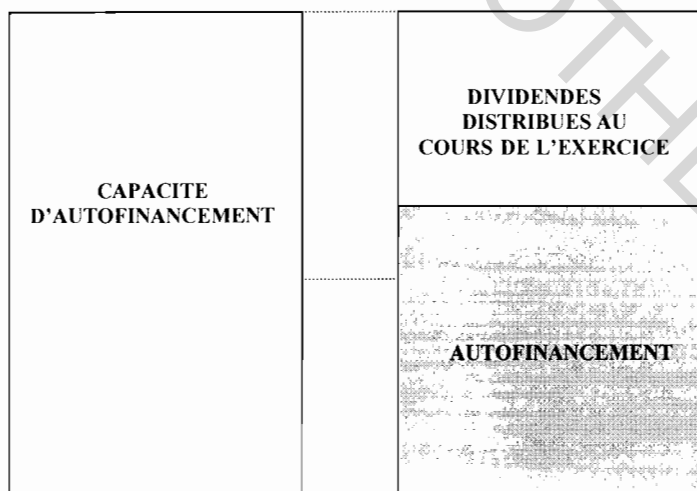 CAPACITE
D'AUTOFINANCEMENT
DIVIDENDES
DISTRIBUES AU
COURS DE L'EXERCICE
AUTOFINANCEMENT